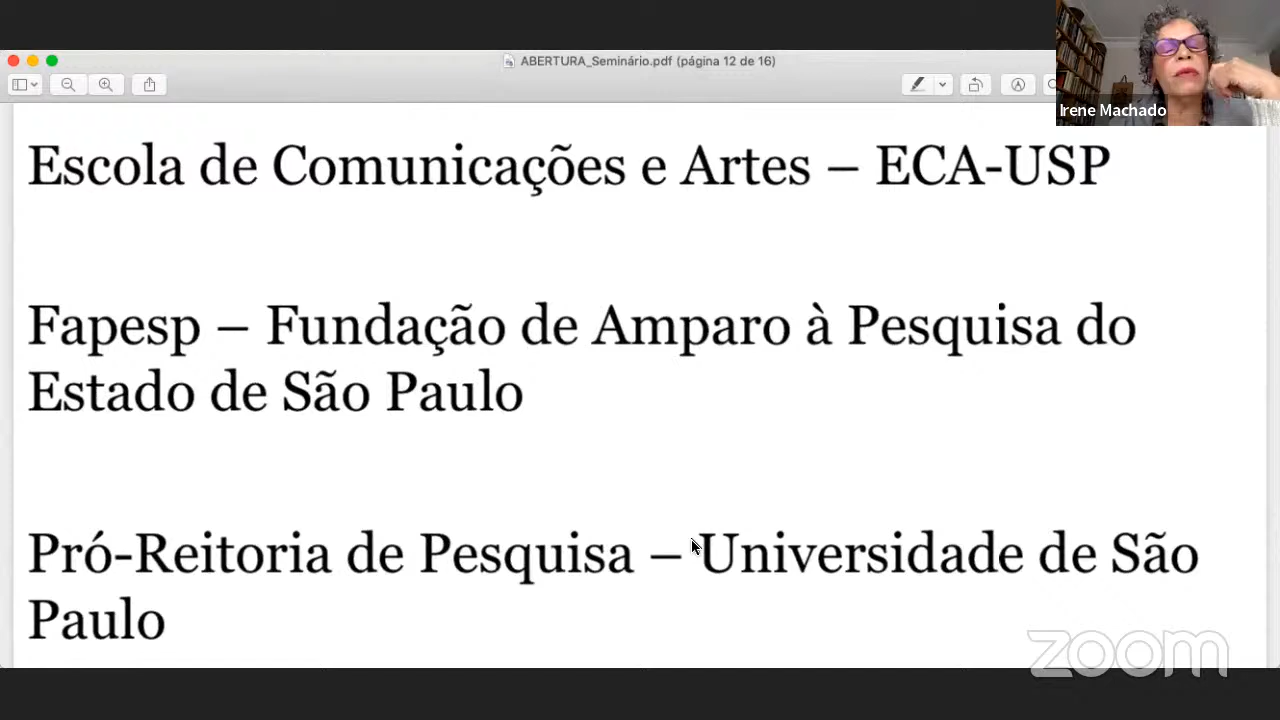 ABERTURA_Seminário.pdf (página 12 de 16)
Irene Machado
Escola de Comunicações e Artes – ECA-USP
Fapesp – Fundação de Amparo à Pesquisa do
Estado de São Paulo
Pró-Reitoria de Pesquisa – Universidade de São
Paulo
zoom